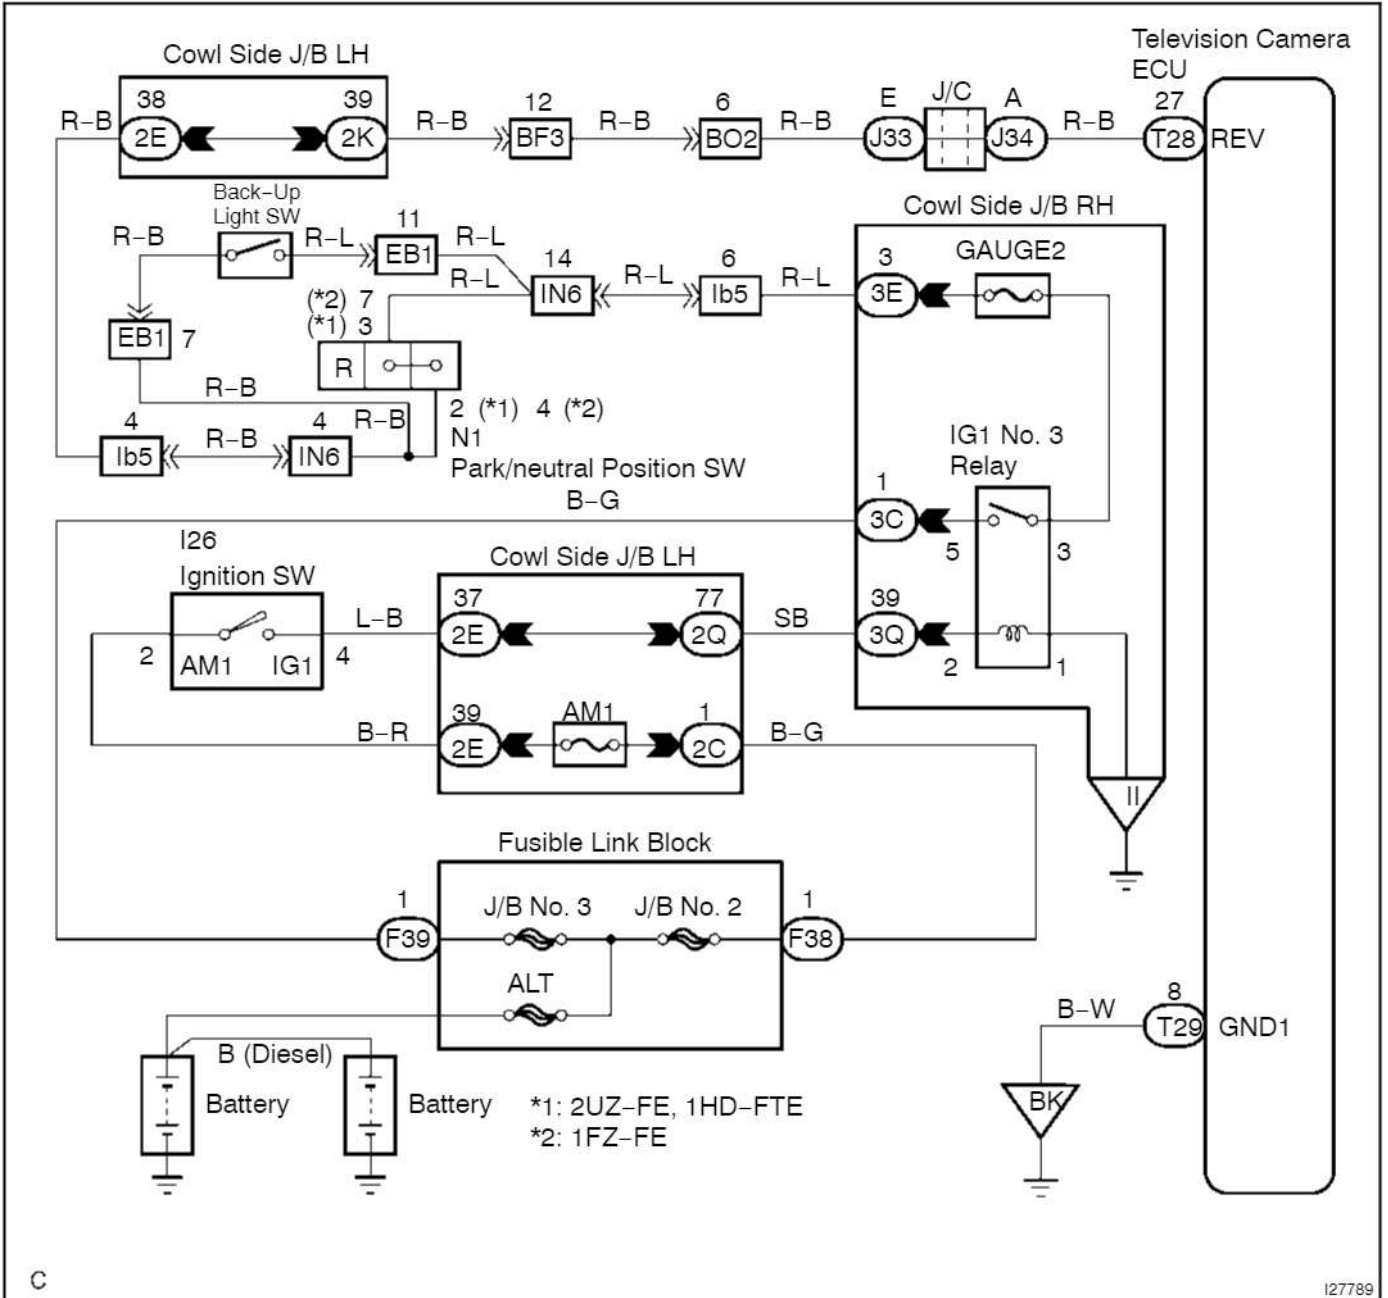 Television Camera
ECU
Cowl Side J/B LH
38 39 12 6 E J/C A 27
R–B 2E 2K R–B BF3 R–B BO2 R–B J33 J34 R–B T28 REV
Back–Up
Light SW
Cowl Side J/B RH
R–B R–L 11 EB1 R–L
GAUGE2
R–L 14 IN6 R–L 6 Ib5 R–L 3 3E
(*2) 7
(*1) 3
EB1 7
R
R–B
R–B
2 (*1) 4 (*2)
N1
Park/neutral Position SW
4 Ib5 R–B 4 IN6
IG1 No. 3
Relay
B–G
1
3C
5 3
I26
Ignition SW
Cowl Side J/B LH
L–B 37 2E 77 2Q SB 39 3Q
2 AM1 IG1 4
2 1
B–R 39 2E AM1 1 2C B–G
II
Fusible Link Block
1 J/B No. 3 J/B No. 2 1
F39 F38
ALT
8
B–W T29 GND1
B (Diesel)
Battery Battery
BK
*1: 2UZ–FE, 1HD–FTE
*2: 1FZ–FE
C
I27789